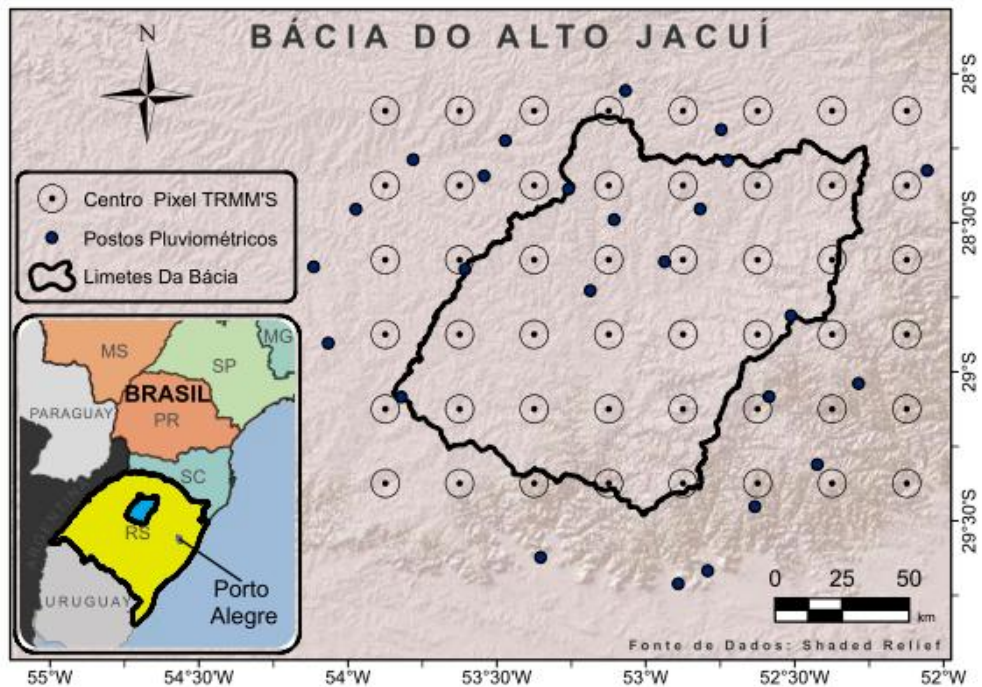 BÁCIA DO ALTO JACUÍ
N
Centro Pixel TRMM'S
Postos Pluviométricos
Limetes Da Bácia
MS
MG
SP
BRASIL
PARAGUAY
PR
SC
RS
Porto
Alegre
URUGUAY
0 25 50
km
Fonte de Dados: Shaded Relief
28°S
28°30'S
29°S
29°30'S
55°W 54°30'W 54°W 53°30'W 53°W 52°30'W 52°W